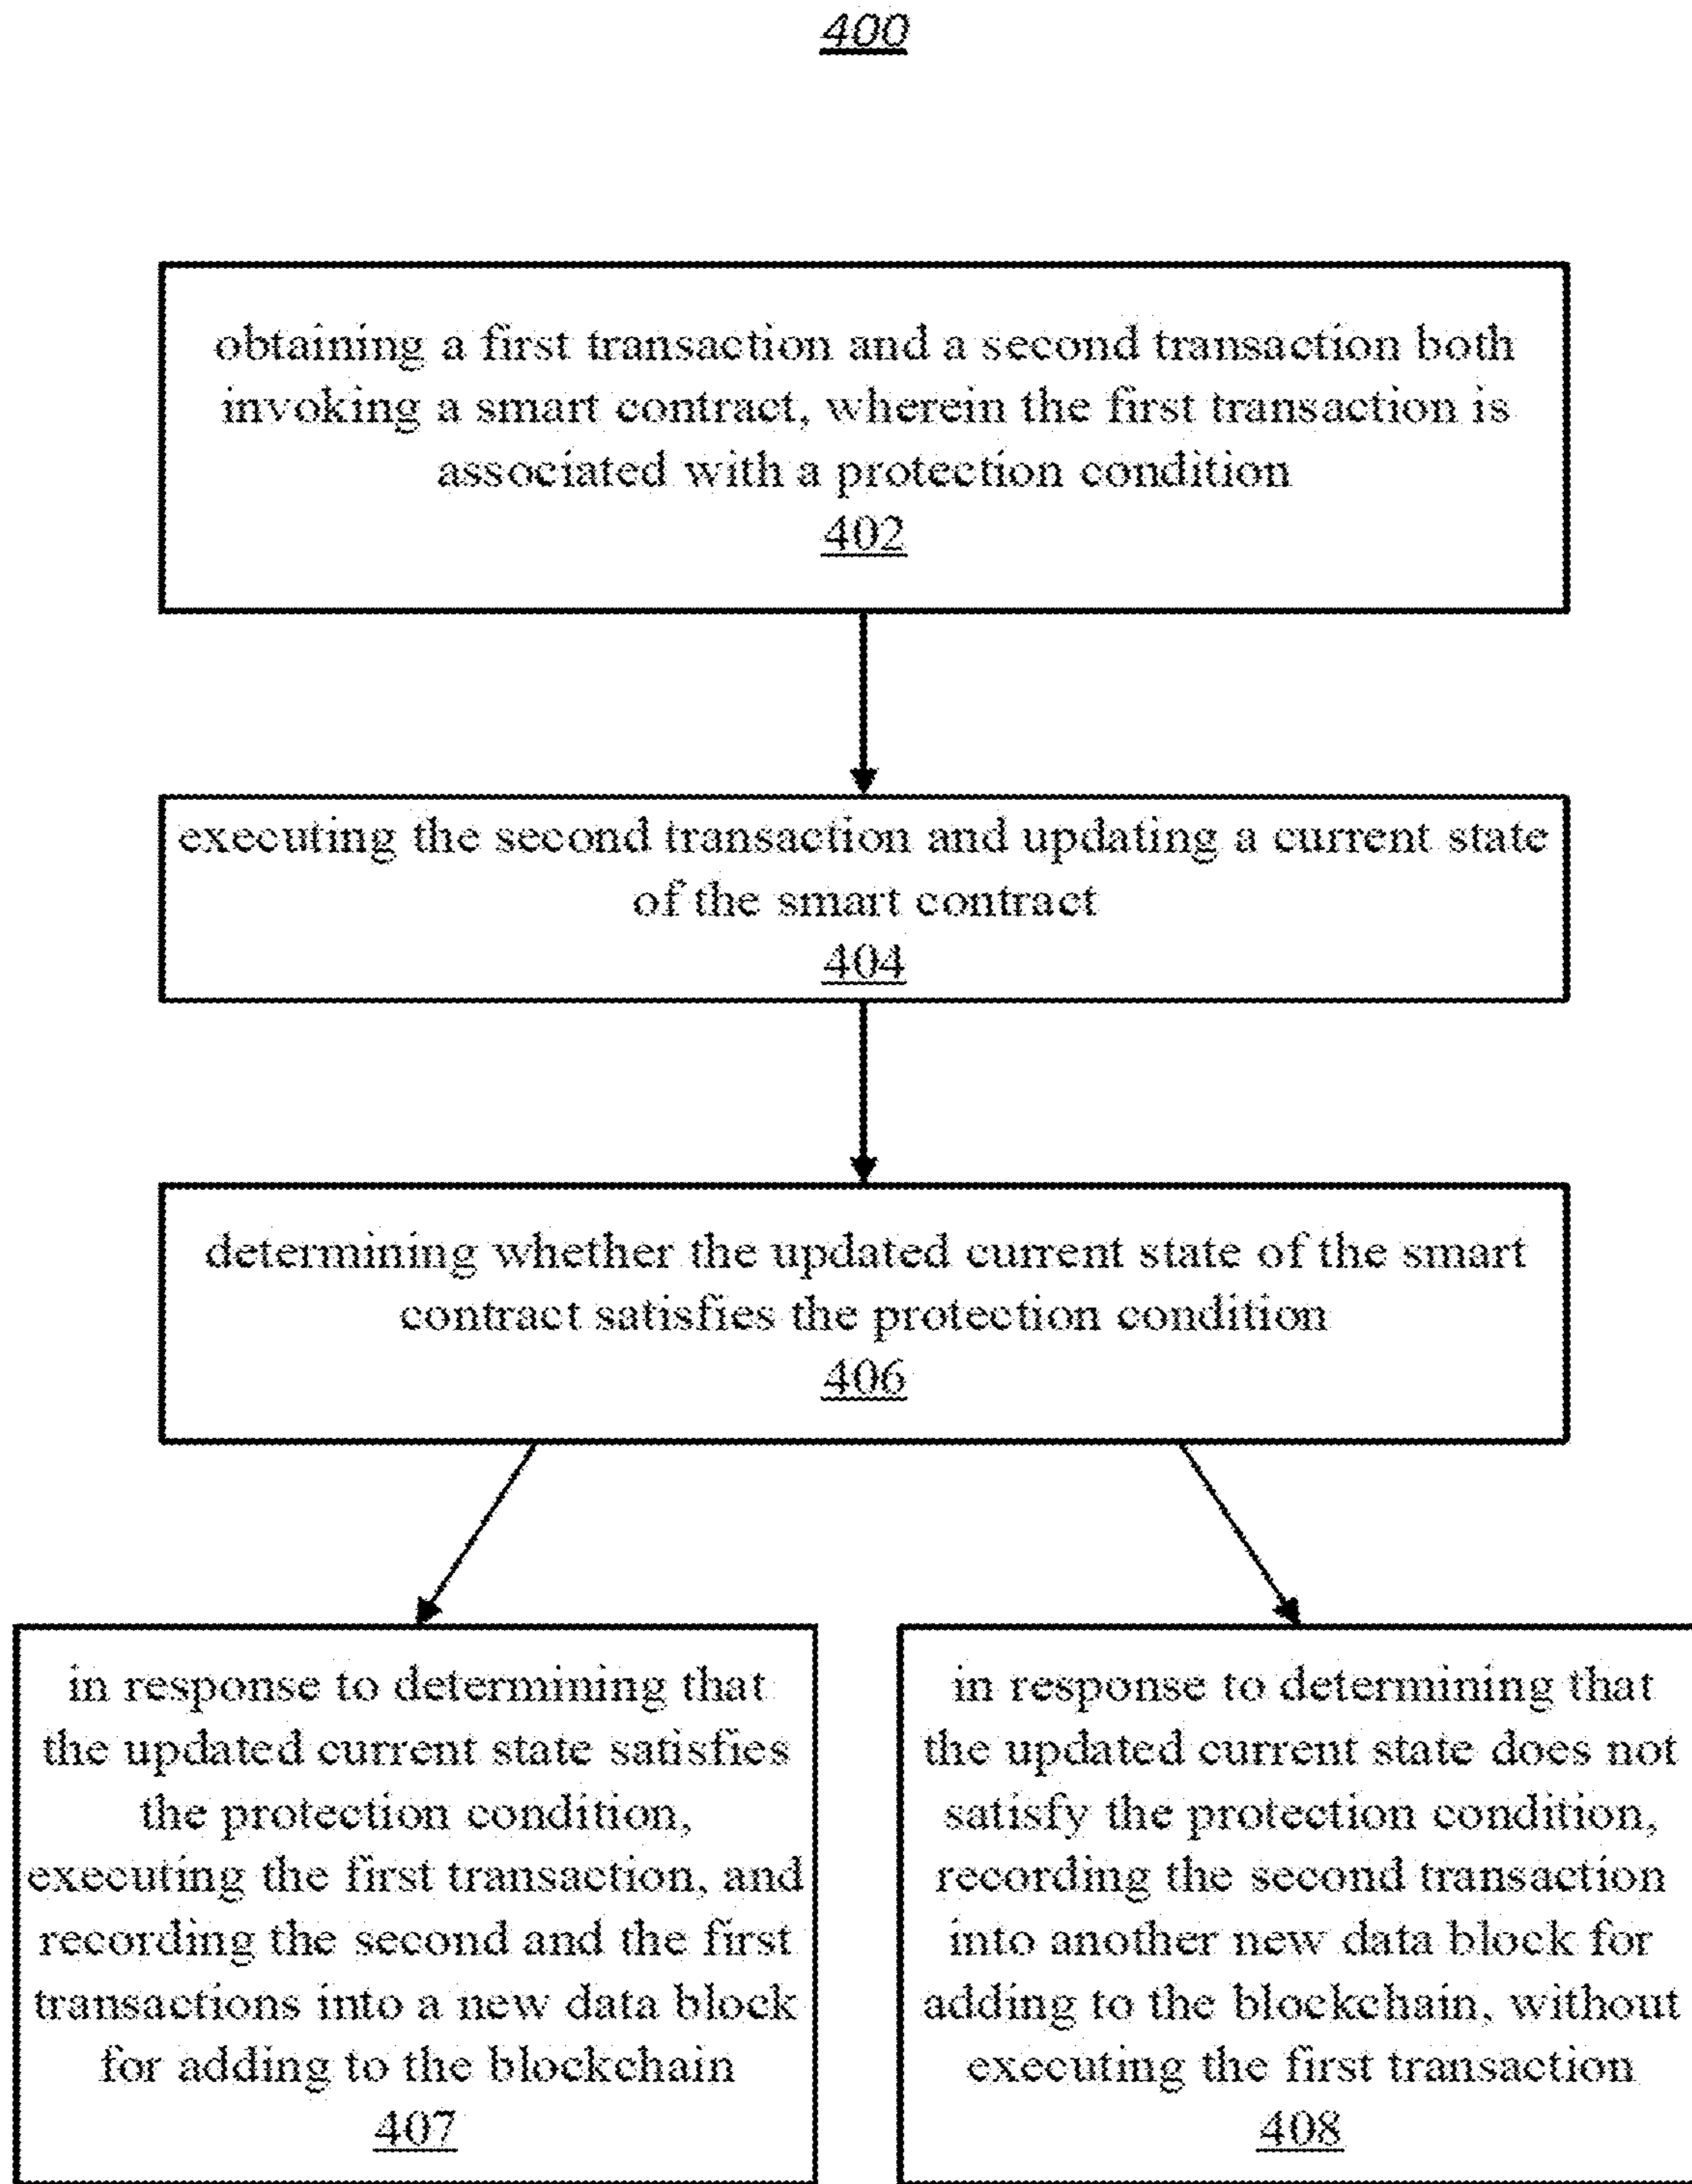 400
obtaining a first transaction and a second transaction both
invoking a smart contract, wherein the first transaction is
associated with a protection condition
402
executing the second transaction and updating a current state
of the smart contract
404
determining whether the updated current state of the smart
contract satisfies the protection condition
406
in response to determining that
the updated current state satisfies
the protection condition,
executing the first transaction, and
recording the second and the first
transactions into a new data block
for adding to the blockchain
407
in response to determining that
the updated current state does not
satisfy the protection condition,
recording the second transaction
into another new data block for
adding to the blockchain, without
executing the first transaction
408